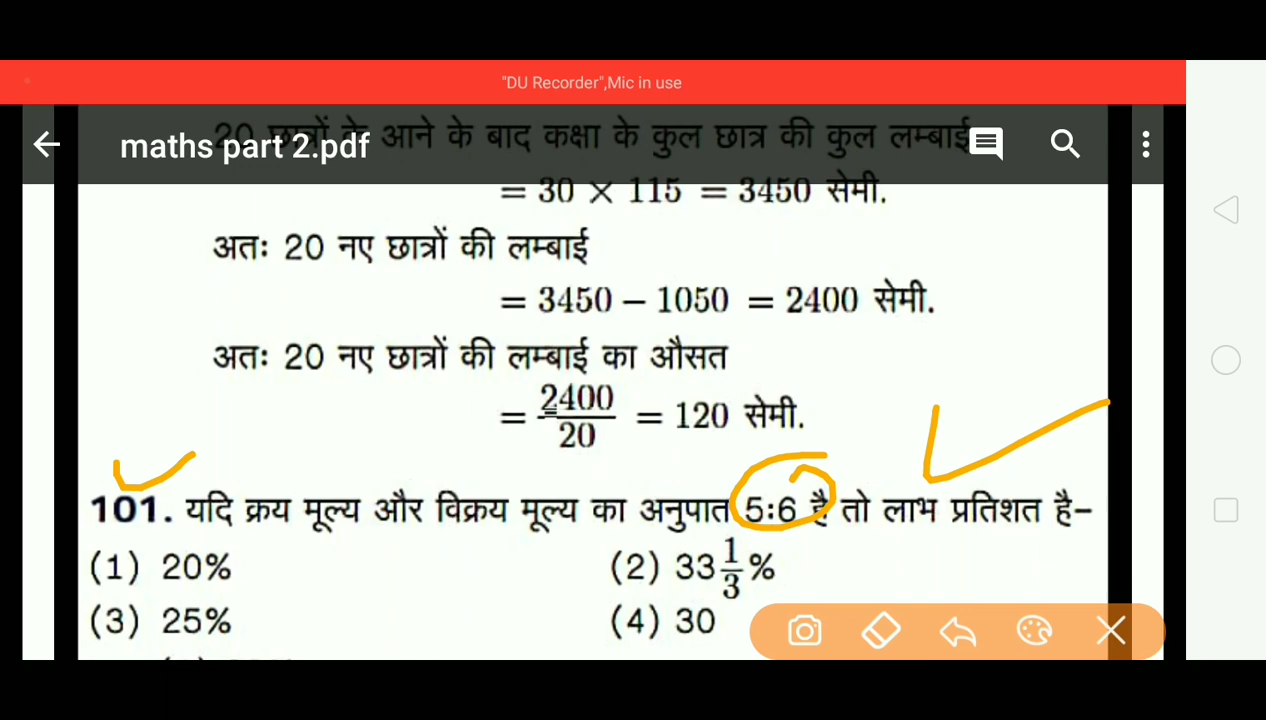 "DU Recorder",Mic in use
maths part 2.pdf
20 छात्रों के आने के बाद कक्षा के कुल छात्र की कुल लम्बाई
= 30 × 115 = 3450 सेमी.
अतः 20 नए छात्रों की लम्बाई
= 3450 – 1050 = 2400 सेमी.
अतः 20 नए छात्रों की लम्बाई का औसत
= 2400/20 = 120 सेमी.
101. यदि क्रय मूल्य और विक्रय मूल्य का अनुपात 5:6 है तो लाभ प्रतिशत है–
(1) 20% (2) 33 1/3 %
(3) 25% (4) 30